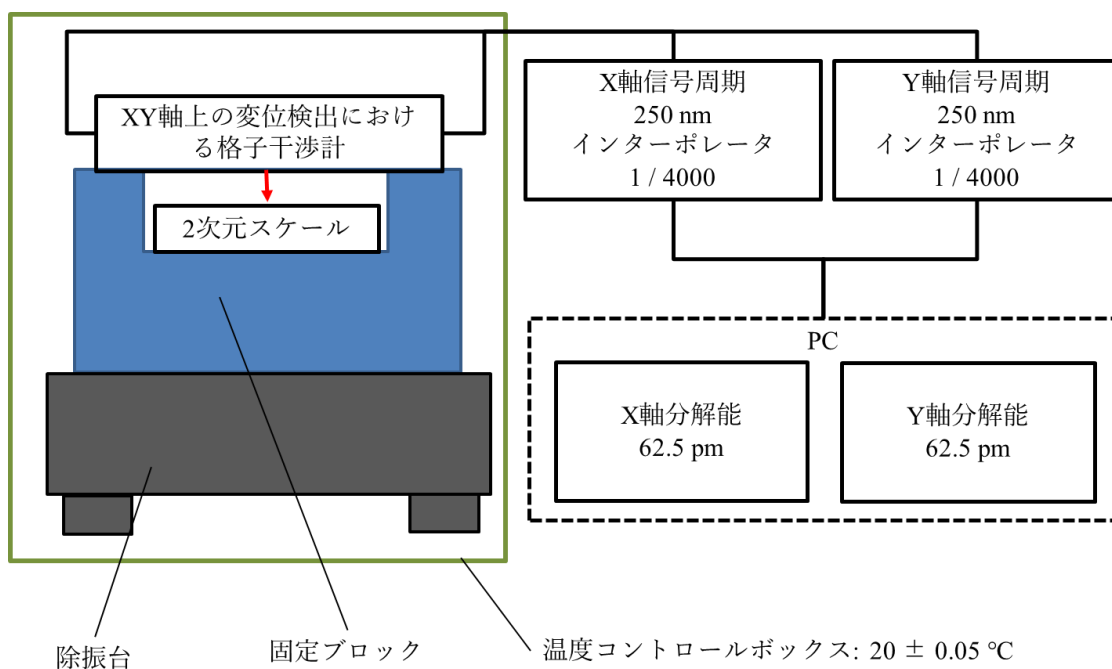 XY軸上の変位検出におけ
る格子干渉計
2次元スケール
X軸信号周期
250 nm
インターポレータ
1 / 4000
Y軸信号周期
250 nm
インターポレータ
1 / 4000
PC
X軸分解能
62.5 pm
Y軸分解能
62.5 pm
除振台
固定ブロック
温度コントロールボックス: 20 ± 0.05 ℃